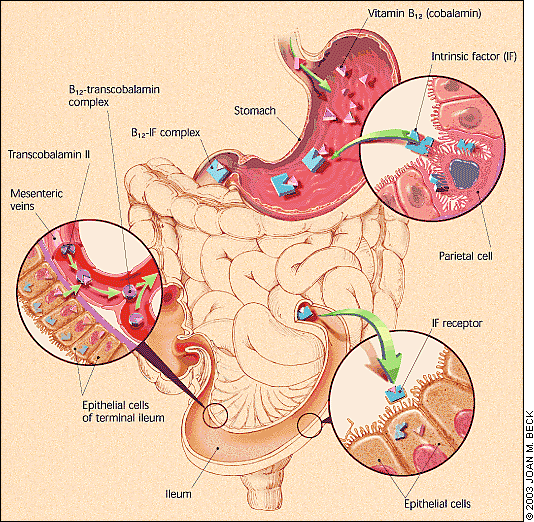 Vitamin B₁₂ (cobalamin)
Intrinsic factor (IF)
B₁₂-transcobalamin
complex
Stomach
B₁₂-IF complex
Transcobalamin II
Mesenteric
veins
Parietal cell
IF receptor
Epithelial cells
of terminal ileum
Ileum
Epithelial cells
© 2003 JOAN M. BECK